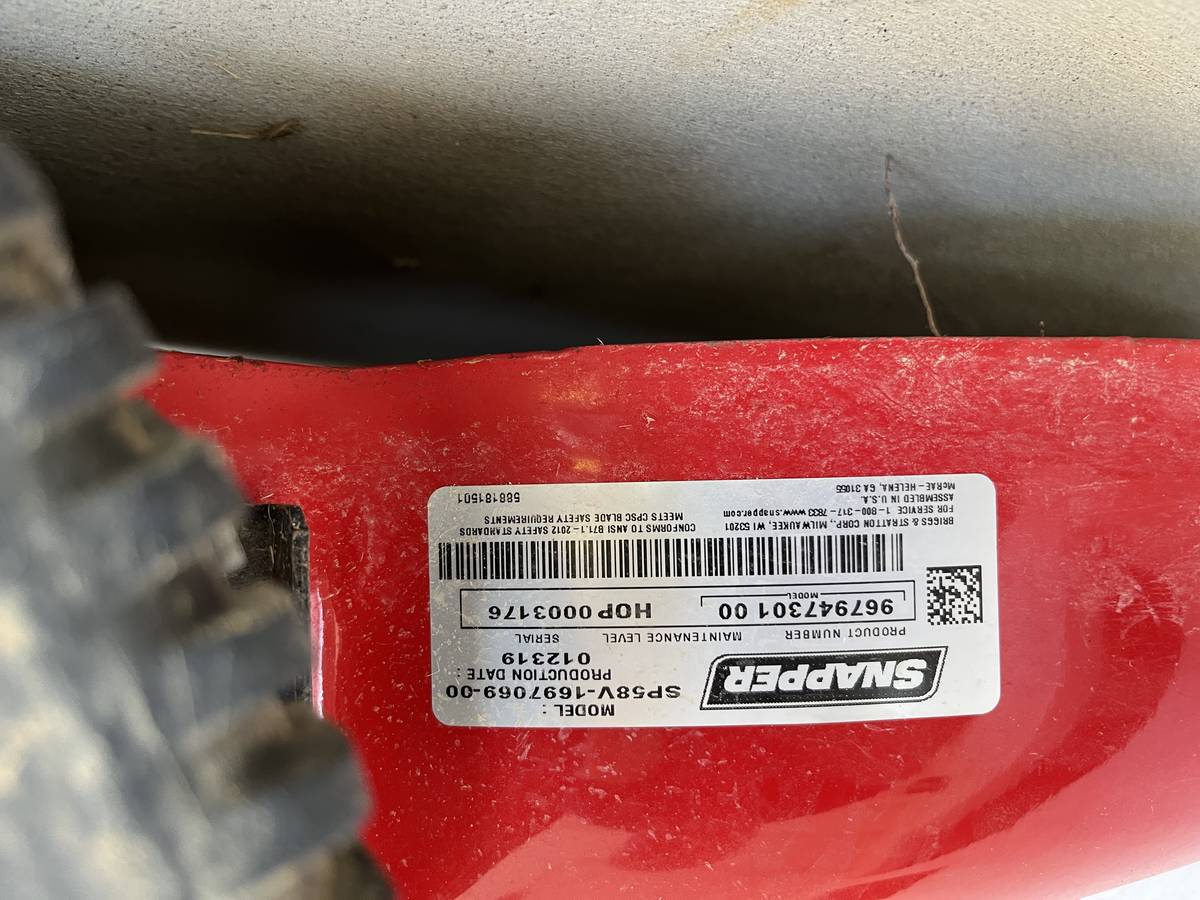 SNAPPER
MODEL :
SP58V-1697069-00
PRODUCTION DATE :
012319
PRODUCT NUMBER MAINTENANCE LEVEL SERIAL
967947301 00 HOP 0003176
MODEL
BRIGGS & STRATTON CORP., MILWAUKEE, WI 53201
FOR SERVICE 1-800-317-7833 www.snapper.com
ASSEMBLED IN U.S.A.
McRAE-HELENA, GA 31055
CONFORMS TO ANSI B71.1-2012 SAFETY STANDARDS
MEETS CPSC BLADE SAFETY REQUIREMENTS
588181501